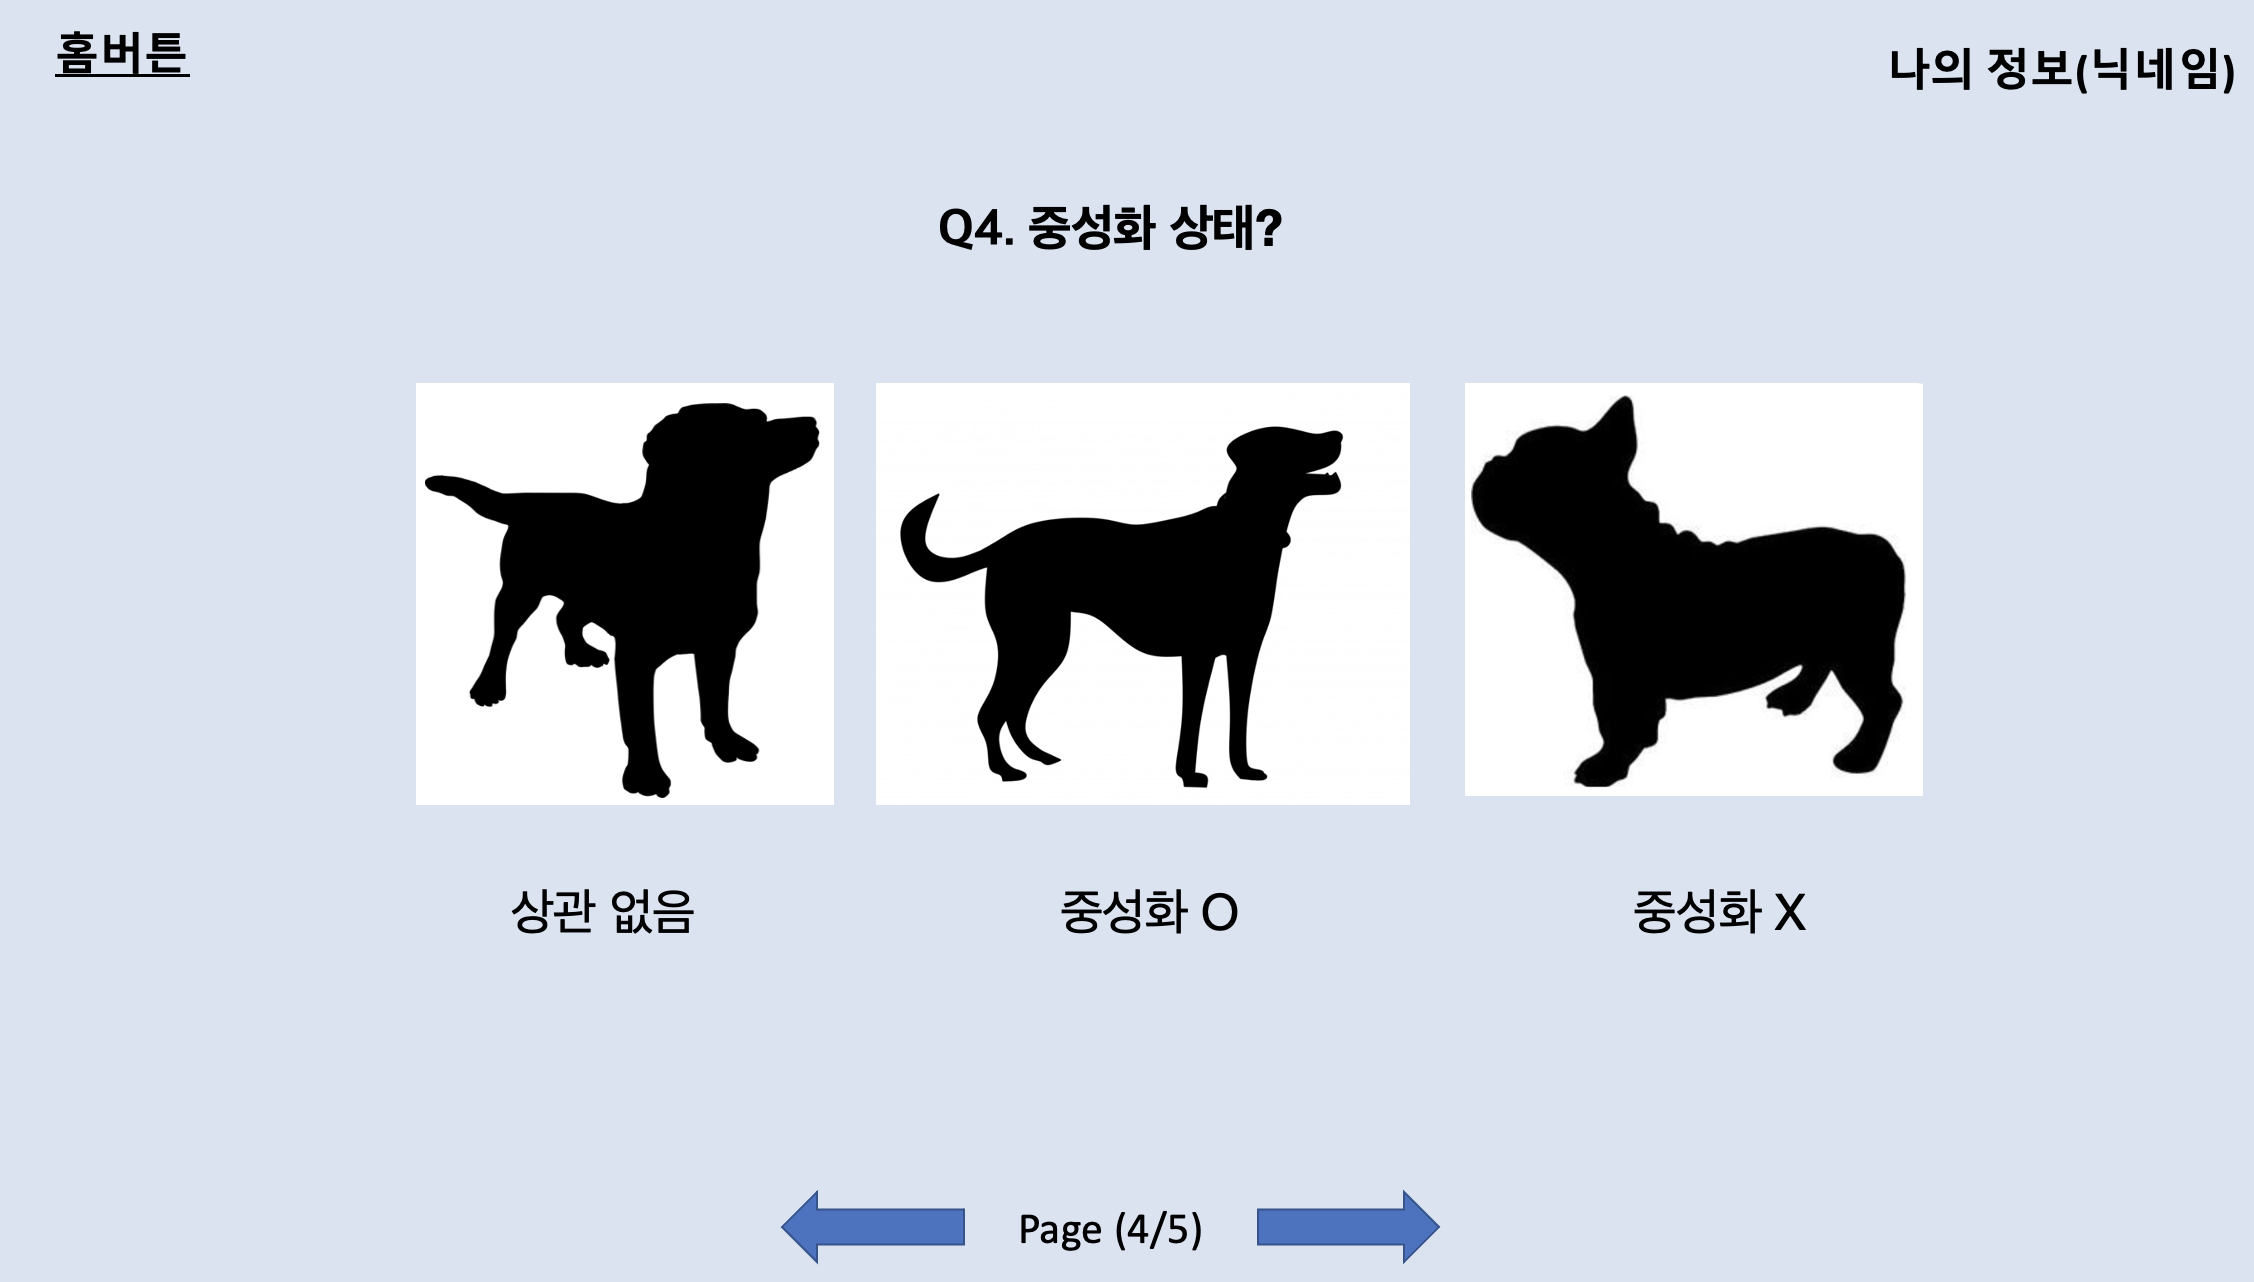 홈버튼
나의 정보(닉네임)
Q4. 중성화 상태?
상관 없음
중성화 O
중성화 X
Page (4/5)